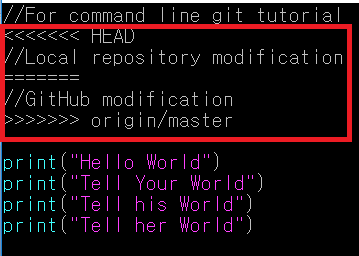 //For command line git tutorial
<<<<<<< HEAD
//Local repository modification
=======
//GitHub modification
>>>>>>> origin/master
print("Hello World")
print("Tell Your World")
print("Tell his World")
print("Tell her World")